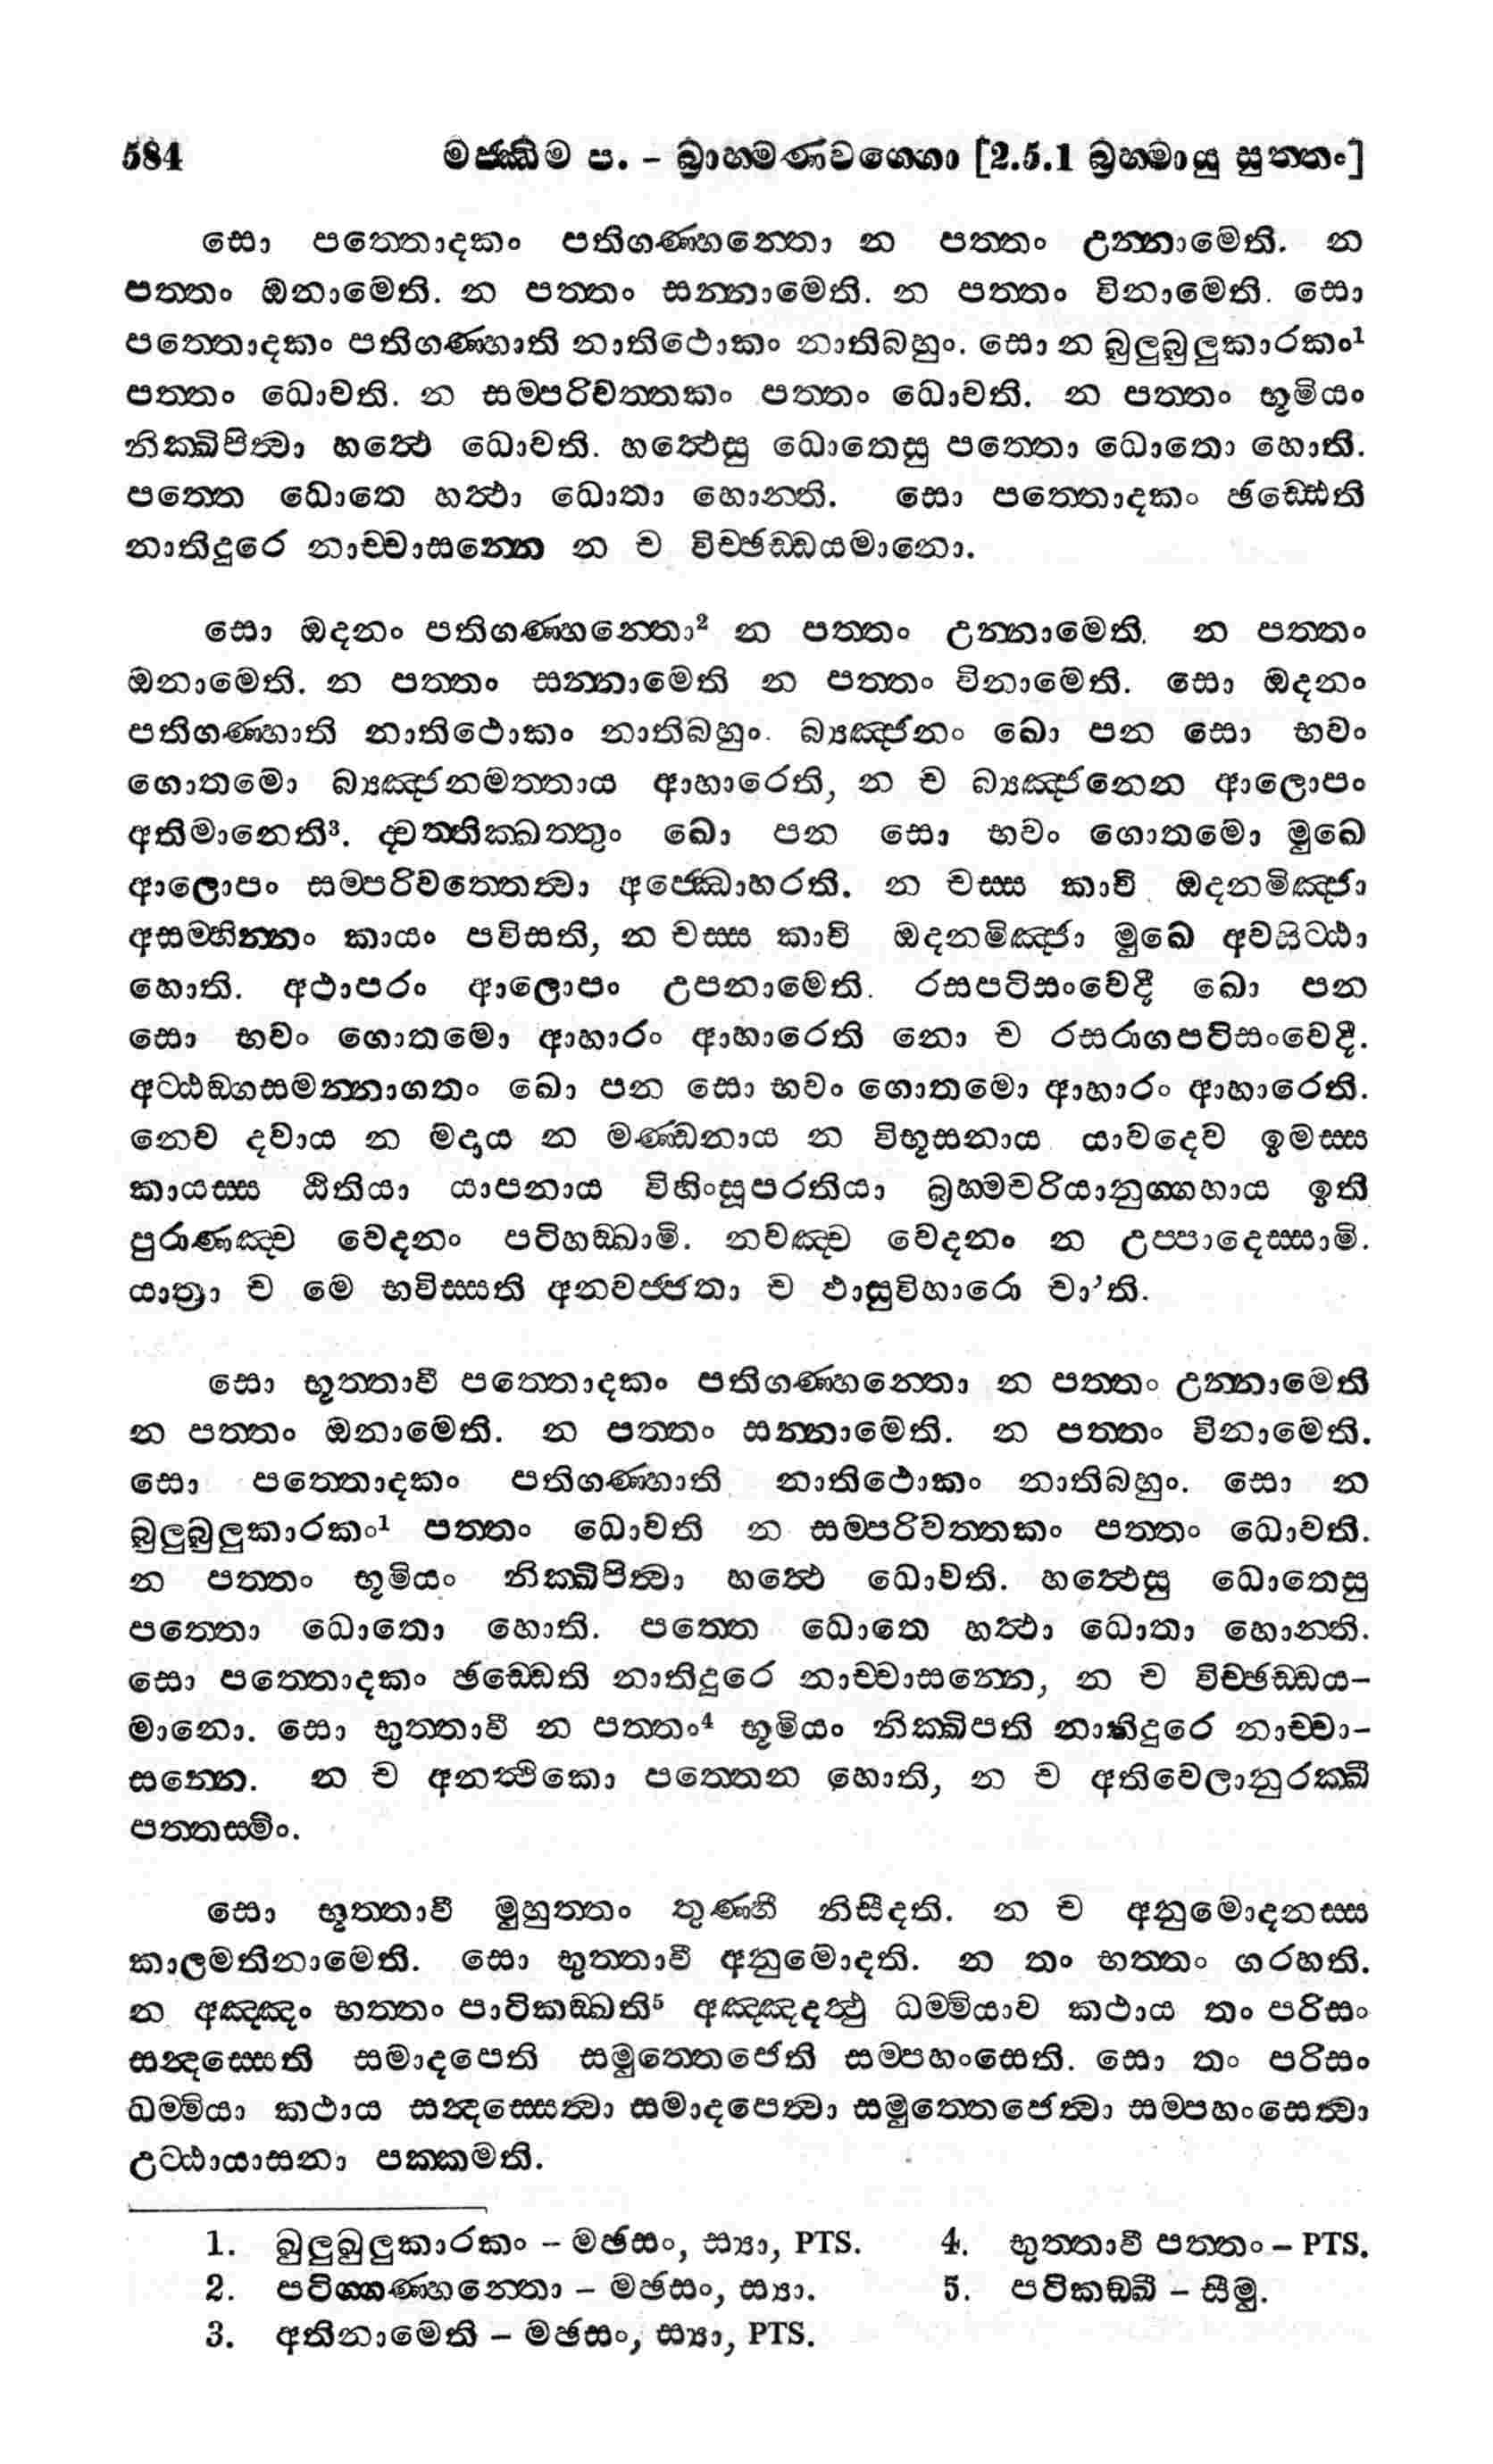 584 මජ්ඣිම ප. – බ්‍රාහ්මණවග්ගො [2.5.1 බ්‍රහ්මායු සුත්තං]
සො පත්තොදකං පතිගණ්හන්තො න පත්තං උන්නාමෙති. න
පත්තං ඔනාමෙති. න පත්තං සන්නාමෙති. න පත්තං විනාමෙති. සො
පත්තොදකං පතිගණ්හාති නාතිථොකං නාතිබහුං. සො න බුලුබුලුකාරකං¹
පත්තං ධොවති. න සම්පරිවත්තකං පත්තං ධොවති. න පත්තං භූමියං
නික්ඛිපිත්වා හත්ථෙ ධොවති. හත්ථෙසු ධොතෙසු පත්තො ධොතො හොති.
පත්තෙ ධොතෙ හත්ථා ධොතා හොන්ති. සො පත්තොදකං ඡඩ්ඩෙති
නාතිදූරෙ නාච්චාසන්නෙ න ච විච්ඡඩ්ඩයමානො.
සො ඔදනං පතිගණ්හන්තො² න පත්තං උන්නාමෙති. න පත්තං
ඔනාමෙති. න පත්තං සන්නාමෙති න පත්තං විනාමෙති. සො ඔදනං
පතිගණ්හාති නාතිථොකං නාතිබහුං. බ්‍යඤ්ජනං ඛො පන සො භවං
ගොතමො බ්‍යඤ්ජනමත්තාය ආහාරෙති, න ච බ්‍යඤ්ජනෙන ආලොපං
අතිමානෙති³. ද්වත්තික්ඛත්තුං ඛො පන සො භවං ගොතමො මුඛෙ
ආලොපං සම්පරිවත්තෙත්වා අජ්ඣොහරති. න චස්ස කාචි ඔදනමිඤ්ජා
අසම්භින්නං කායං පවිසති, න චස්ස කාචි ඔදනමිඤ්ජා මුඛෙ අවසිට්ඨා
හොති. අථාපරං ආලොපං උපනාමෙති. රසපටිසංවෙදී ඛො පන
සො භවං ගොතමො ආහාරං ආහාරෙති නො ච රසරාගපටිසංවෙදී.
අට්ඨඞ්ගසමන්නාගතං ඛො පන සො භවං ගොතමො ආහාරං ආහාරෙති.
නෙව දවාය න මදාය න මණ්ඩනාය න විභූසනාය යාවදෙව ඉමස්ස
කායස්ස ඨිතියා යාපනාය විහිංසූපරතියා බ්‍රහ්මචරියානුග්ගහාය ඉති
පුරාණඤ්ච වෙදනං පටිහඞ්ඛාමි. නවඤ්ච වෙදනං න උප්පාදෙස්සාමි.
යාත්‍රා ච මෙ භවිස්සති අනවජ්ජතා ච ඵාසුවිහාරො චා'ති.
සො භූත්තාවී පත්තොදකං පතිගණ්හන්තො න පත්තං උන්නාමෙති
න පත්තං ඔනාමෙති. න පත්තං සන්නාමෙති. න පත්තං විනාමෙති.
සො පත්තොදකං පතිගණ්හාති නාතිථොකං නාතිබහුං. සො න
බුලුබුලුකාරකං¹ පත්තං ධොවති න සම්පරිවත්තකං පත්තං ධොවති.
න පත්තං භූමියං නික්ඛිපිත්වා හත්ථෙ ධොවති. හත්ථෙසු ධොතෙසු
පත්තො ධොතො හොති. පත්තෙ ධොතෙ හත්ථා ධොතා හොන්ති.
සො පත්තොදකං ඡඩ්ඩෙති නාතිදූරෙ නාච්චාසන්නෙ, න ච විච්ඡඩ්ඩය-
මානො. සො භුත්තාවී න පත්තං⁴ භූමියං නික්ඛිපති නාතිදූරෙ නාච්චා-
සන්නෙ. න ච අනත්ථිකො පත්තෙන හොති, න ච අතිවෙලානුරක්ඛී
පත්තස්මිං.
සො භූත්තාවී මුහුත්තං තුණ්හී නිසීදති. න ච අනුමොදනස්ස
කාලමතිනාමෙති. සො භුත්තාවී අනුමොදති. න තං භත්තං ගරහති.
න අඤ්ඤං භත්තං පාටිකඞ්ඛති⁵ අඤ්ඤදත්ථු ධම්මියාව කථාය තං පරිසං
සන්දස්සෙති සමාදපෙති සමුත්තෙජෙති සම්පහංසෙති. සො තං පරිසං
ධම්මියා කථාය සන්දස්සෙත්වා සමාදපෙත්වා සමුත්තෙජෙත්වා සම්පහංසෙත්වා
උට්ඨායාසනා පක්කමති.
1. ඛුලුඛුලුකාරකං – මඡසං, ස්‍යා, PTS.
2. පටිග්ගණ්හන්තො – මඡසං, ස්‍යා.
3. අතිනාමෙති – මඡසං, ස්‍යා, PTS.
4. භුත්තාවී පත්තං – PTS.
5. පටිකඞ්ඛී – සීමු.